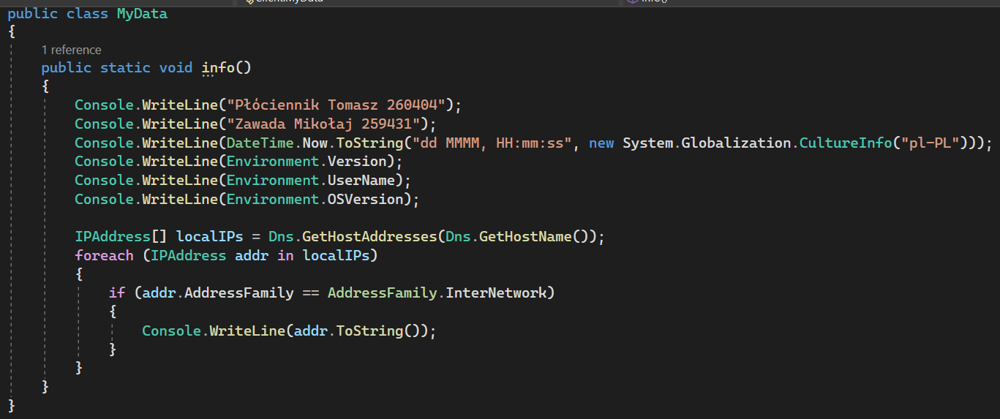 public class MyData
{
1 reference
public static void info()
{
Console.WriteLine("Płóciennik Tomasz 260404");
Console.WriteLine("Zawada Mikołaj 259431");
Console.WriteLine(DateTime.Now.ToString("dd MMMM, HH:mm:ss", new System.Globalization.CultureInfo("pl-PL")));
Console.WriteLine(Environment.Version);
Console.WriteLine(Environment.UserName);
Console.WriteLine(Environment.OSVersion);
IPAddress[] localIPs = Dns.GetHostAddresses(Dns.GetHostName());
foreach (IPAddress addr in localIPs)
{
if (addr.AddressFamily == AddressFamily.InterNetwork)
{
Console.WriteLine(addr.ToString());
}
}
}
}